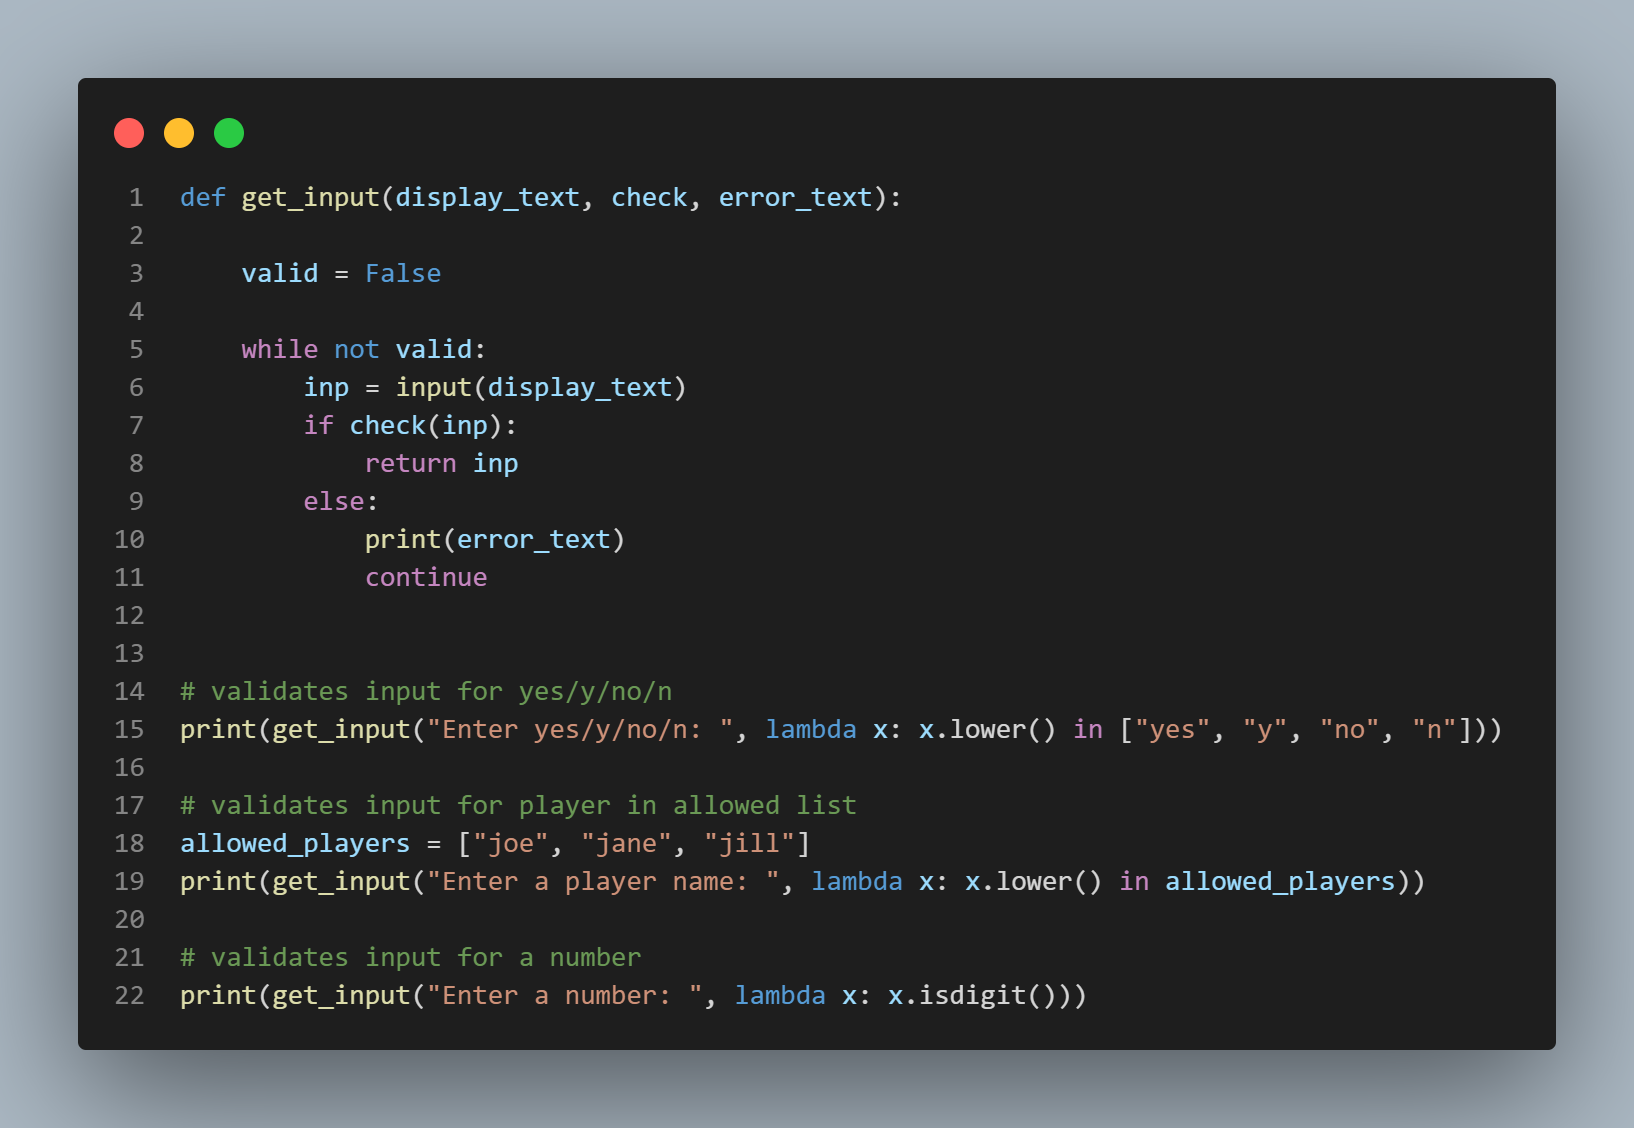 1 def get_input(display_text, check, error_text):
2
3     valid = False
4
5     while not valid:
6         inp = input(display_text)
7         if check(inp):
8             return inp
9         else:
10             print(error_text)
11             continue
12
13
14 # validates input for yes/y/no/n
15 print(get_input("Enter yes/y/no/n: ", lambda x: x.lower() in ["yes", "y", "no", "n"]))
16
17 # validates input for player in allowed list
18 allowed_players = ["joe", "jane", "jill"]
19 print(get_input("Enter a player name: ", lambda x: x.lower() in allowed_players))
20
21 # validates input for a number
22 print(get_input("Enter a number: ", lambda x: x.isdigit()))